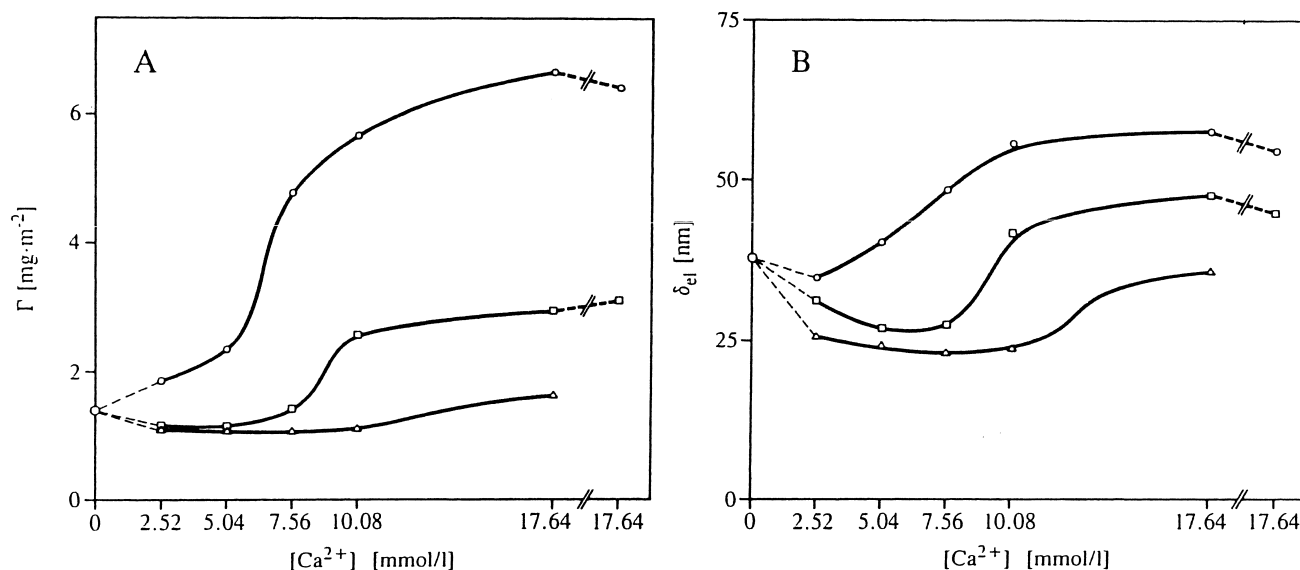 A
6
4
2
0
Γ [mg·m⁻²]
0 2.52 5.04 7.56 10.08 17.64 17.64
[Ca²⁺] [mmol/l]
B
75
50
25
0
δel [nm]
0 2.52 5.04 7.56 10.08 17.64 17.64
[Ca²⁺] [mmol/l]